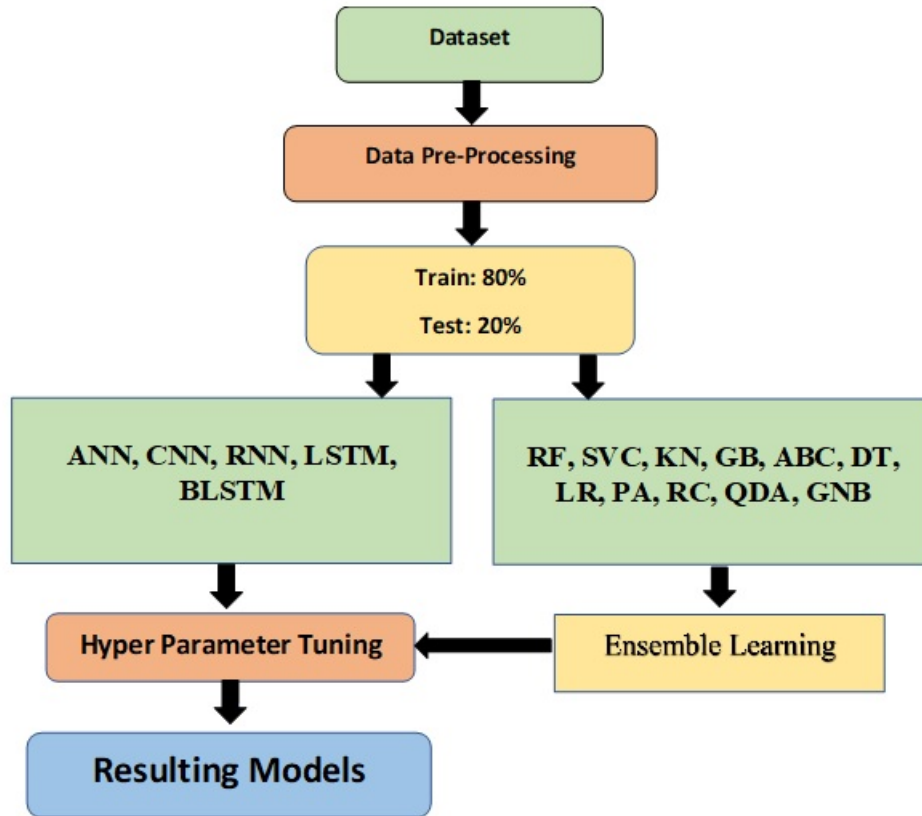 Dataset
Data Pre-Processing
Train: 80%
Test: 20%
ANN, CNN, RNN, LSTM,
BLSTM
RF, SVC, KN, GB, ABC, DT,
LR, PA, RC, QDA, GNB
Hyper Parameter Tuning
Ensemble Learning
Resulting Models